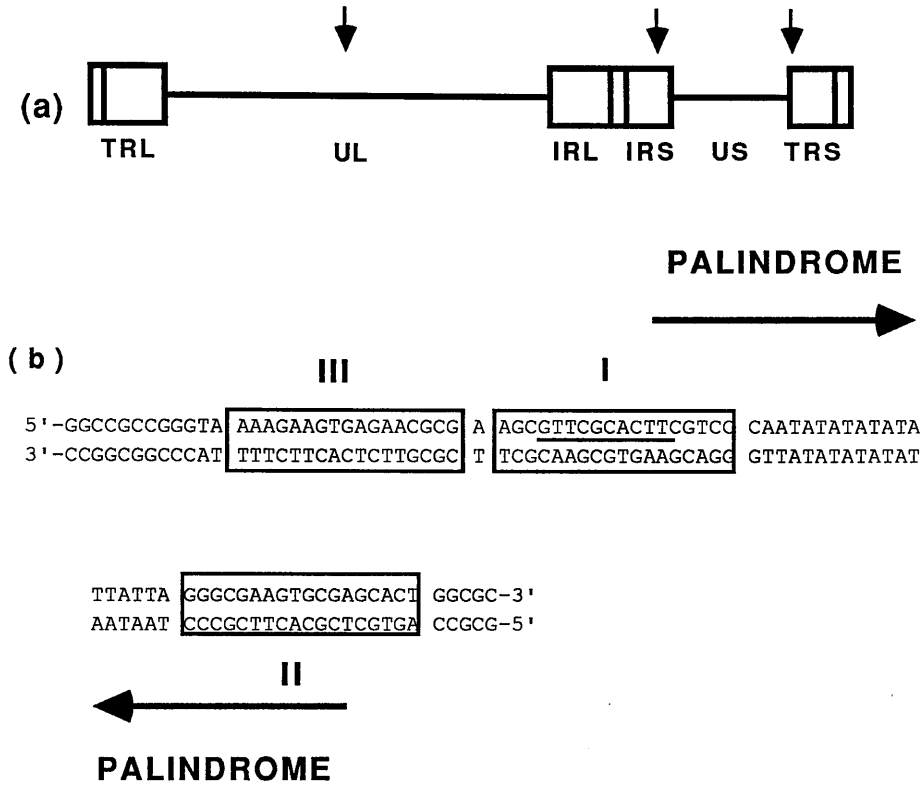 (a)
TRL UL IRL IRS US TRS
PALINDROME
(b)
III I
5'-GGCCGCCGGGTA AAAGAAGTGAGAACGCG A AGCGTTCGCACTTCGTCC CAATATATATATA
3'-CCGGCGGCCCAT TTTCTTCACTCTTGCGC T TCGCAAGCGTGAAGCAGG GTTATATATATAT
TTATTA GGGCGAAGTGCGAGCACT GGCGC-3'
AATAAT CCCGCTTCACGCTCGTGA CCGCG-5'
II
PALINDROME